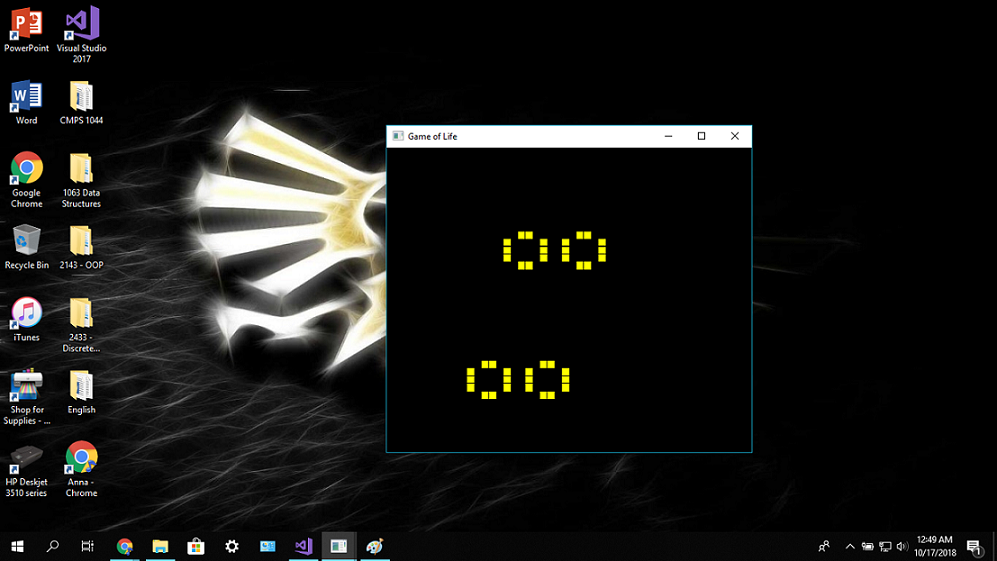 PowerPoint
Visual Studio
2017
Word
CMPS 1044
Google
Chrome
1063 Data
Structures
Recycle Bin
2143 - OOP
iTunes
2433 -
Discrete...
Shop for
Supplies - ...
English
HP Deskjet
3510 series
Anna -
Chrome
Game of Life
12:49 AM
10/17/2018
1